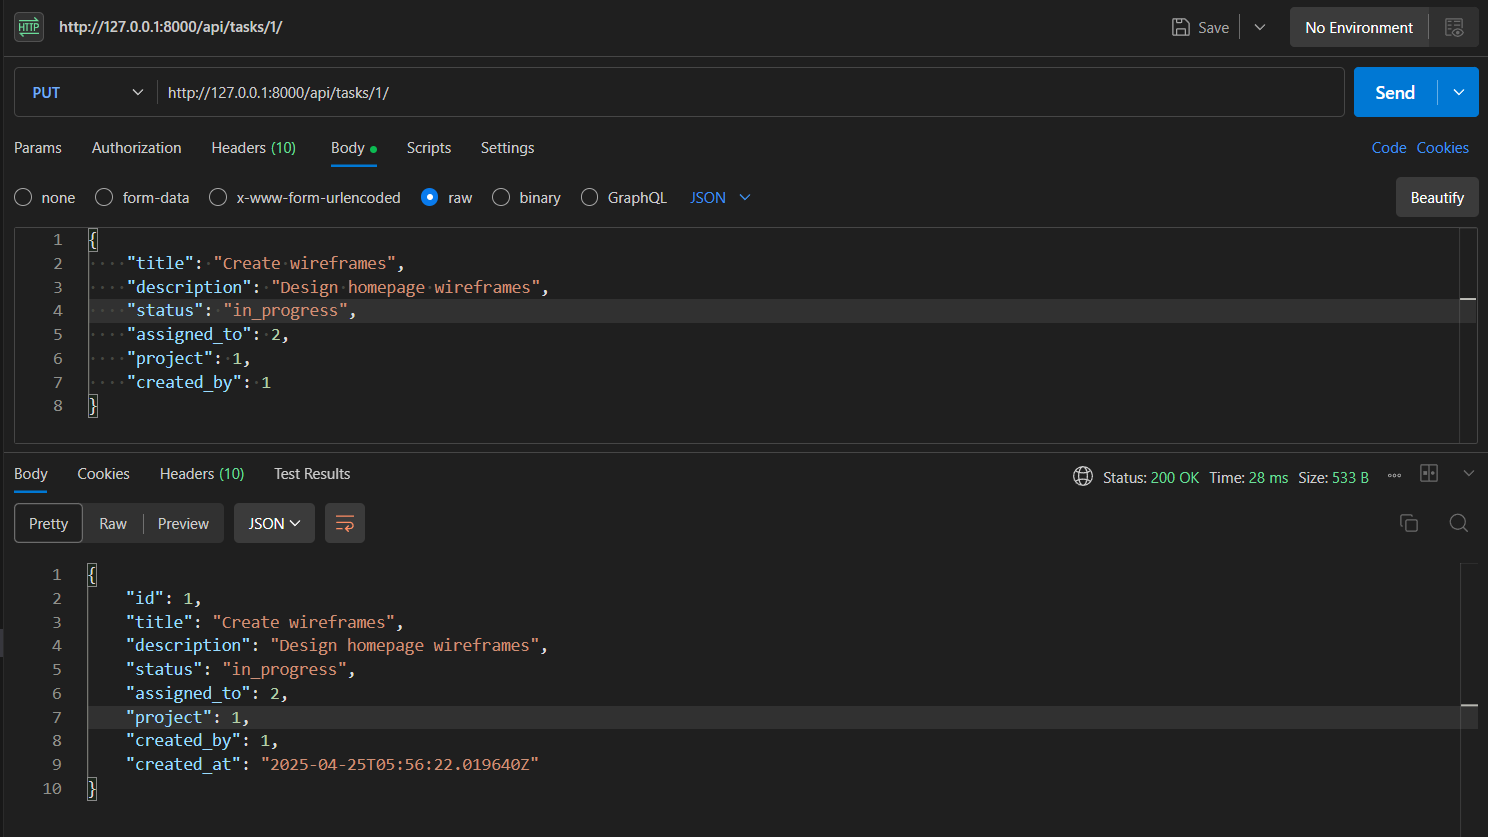 HTTP http://127.0.0.1:8000/api/tasks/1/ Save No Environment
PUT http://127.0.0.1:8000/api/tasks/1/ Send
Params Authorization Headers (10) Body Scripts Settings Code Cookies
none form-data x-www-form-urlencoded raw binary GraphQL JSON Beautify
1 {
2 "title": "Create wireframes",
3 "description": "Design homepage wireframes",
4 "status": "in_progress",
5 "assigned_to": 2,
6 "project": 1,
7 "created_by": 1
8 }
Body Cookies Headers (10) Test Results Status: 200 OK Time: 28 ms Size: 533 B
Pretty Raw Preview JSON
1 {
2 "id": 1,
3 "title": "Create wireframes",
4 "description": "Design homepage wireframes",
5 "status": "in_progress",
6 "assigned_to": 2,
7 "project": 1,
8 "created_by": 1,
9 "created_at": "2025-04-25T05:56:22.019640Z"
10 }